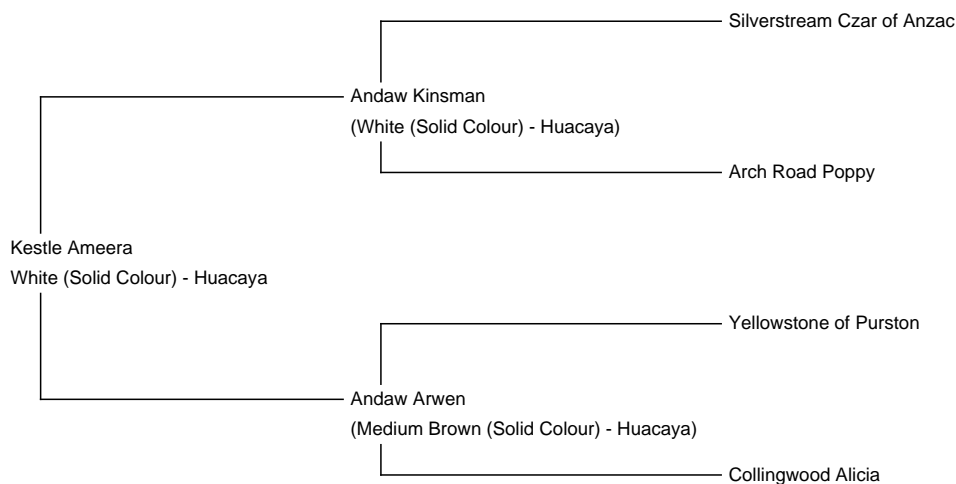 Silverstream Czar of Anzac
Andaw Kinsman
(White (Solid Colour) - Huacaya)
Arch Road Poppy
Kestle Ameera
White (Solid Colour) - Huacaya
Yellowstone of Purston
Andaw Arwen
(Medium Brown (Solid Colour) - Huacaya)
Collingwood Alicia